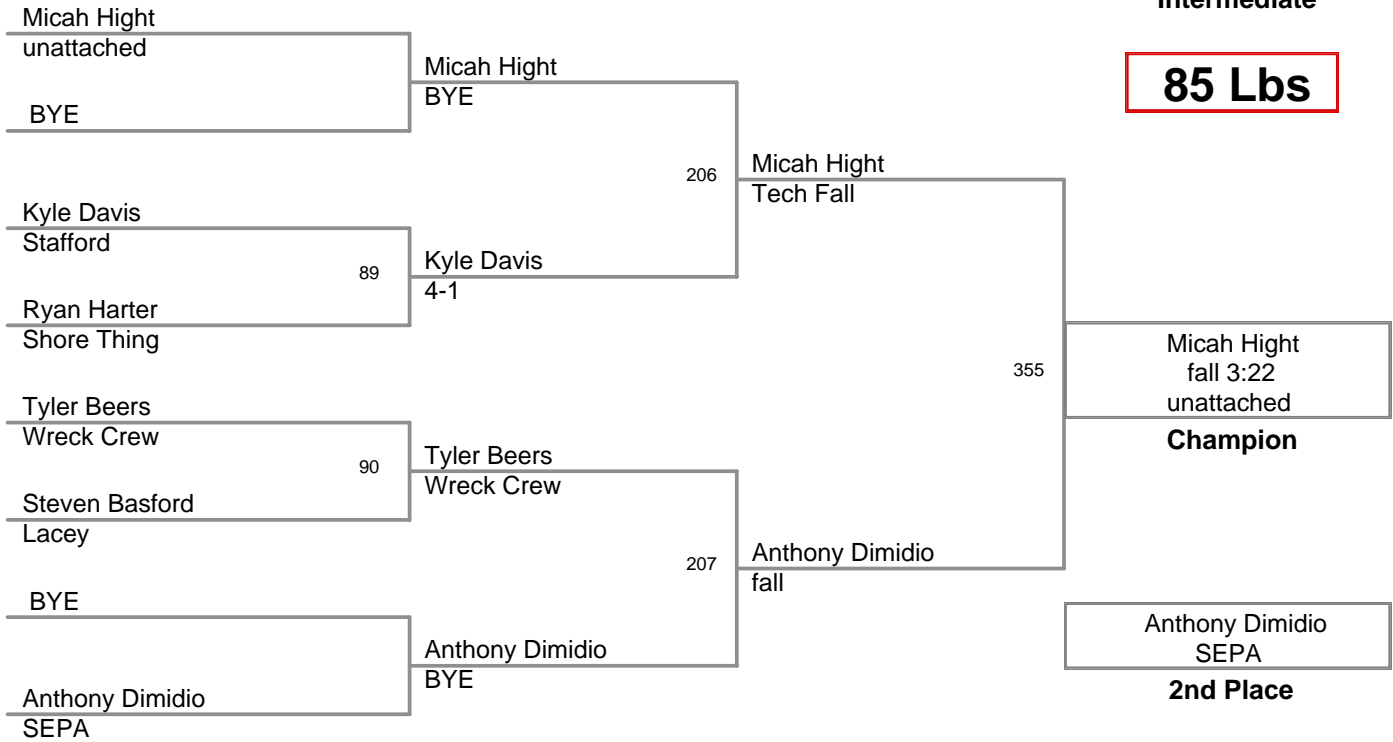 Intermediate
85 Lbs
Micah Hight
unattached
BYE
Kyle Davis
Stafford
89
Ryan Harter
Shore Thing
Tyler Beers
Wreck Crew
90
Steven Basford
Lacey
BYE
Anthony Dimidio
SEPA
Micah Hight
BYE
206
Kyle Davis
4-1
Tyler Beers
Wreck Crew
207
Anthony Dimidio
BYE
Micah Hight
Tech Fall
355
Anthony Dimidio
fall
Micah Hight
fall 3:22
unattached
Champion
Anthony Dimidio
SEPA
2nd Place